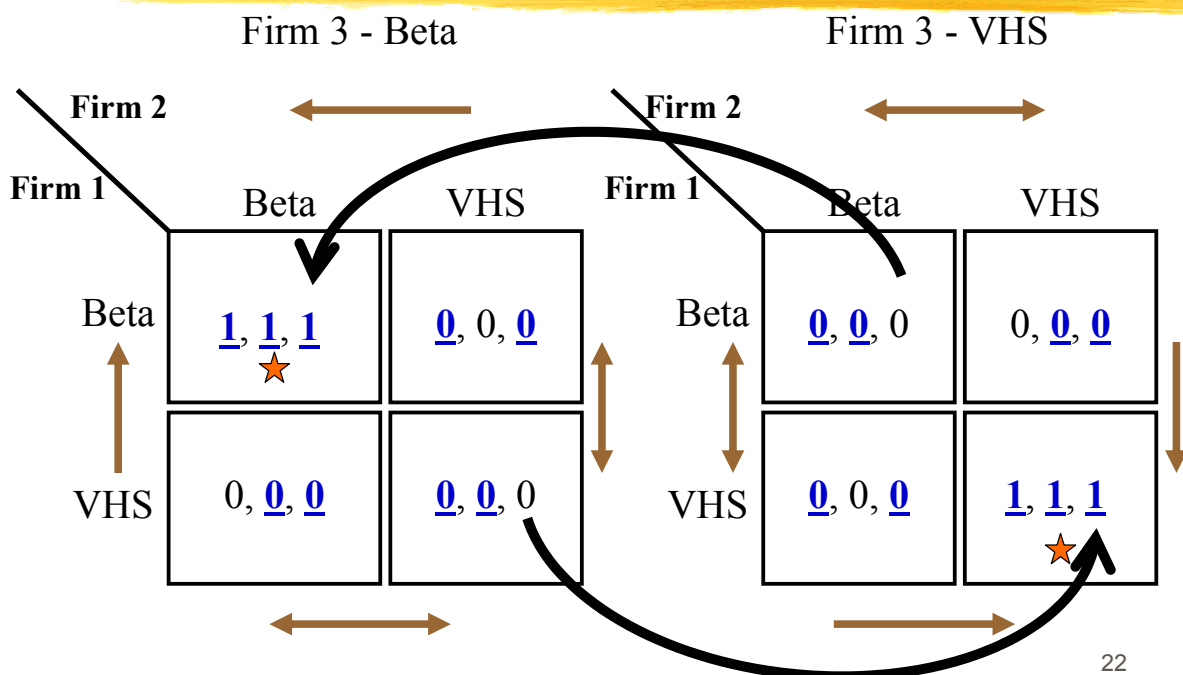 Firm 3 - Beta Firm 3 - VHS
Firm 2 Firm 2
Firm 1 Firm 1
Beta VHS Beta VHS
Beta 1, 1, 1 0, 0, 0 Beta 0, 0, 0 0, 0, 0
VHS 0, 0, 0 0, 0, 0 VHS 0, 0, 0 1, 1, 1
22